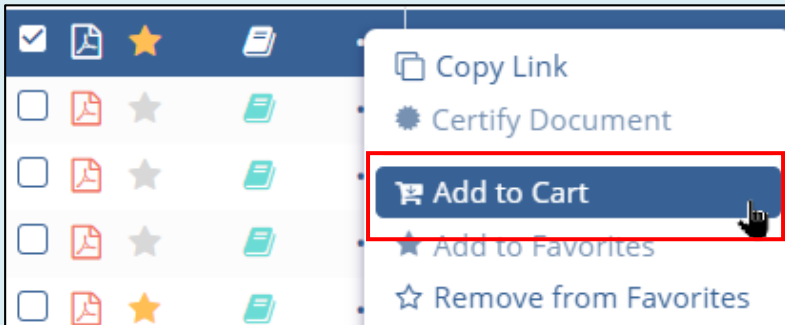 Copy Link
Certify Document
Add to Cart
Add to Favorites
Remove from Favorites